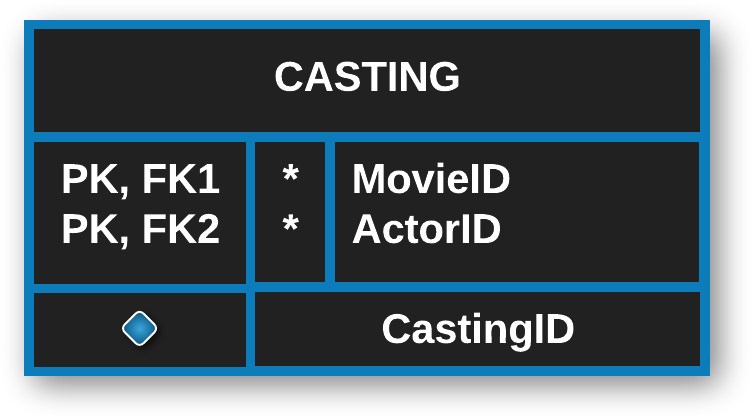 CASTING
PK, FK1 * MovieID
PK, FK2 * ActorID
CastingID